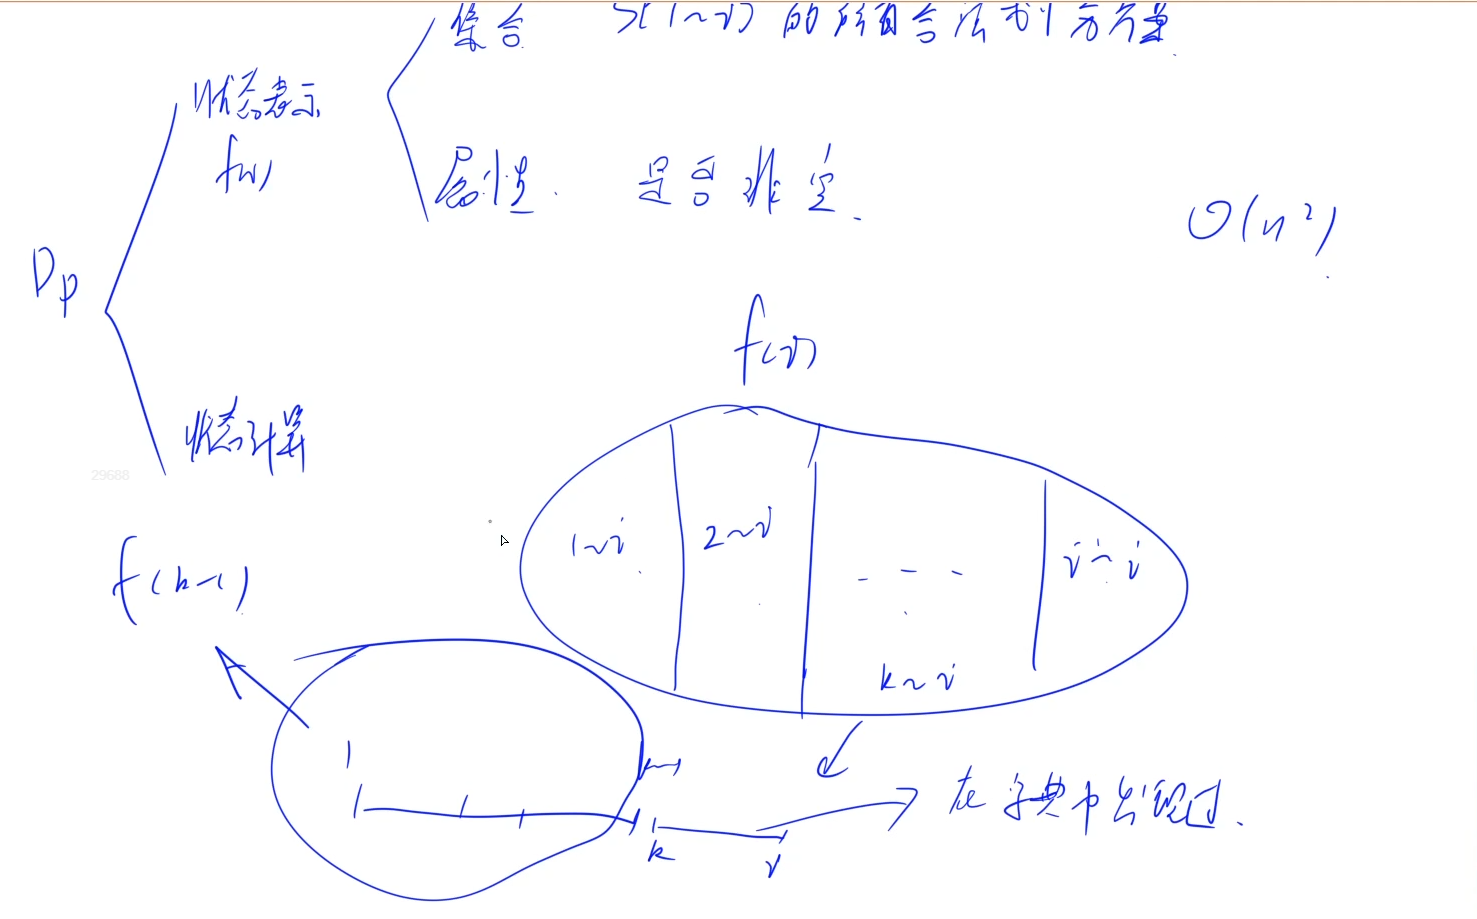 集合 S(1~i) 的所有合法划分方案
状态表示
f(i)
属性. 是否非空.
O(n²)
Dp
f(i)
状态计算
29688
1~i
2~i
- - -
i~i
f(k-1)
k~i
1
k-1
在字典中出现过.
k
i